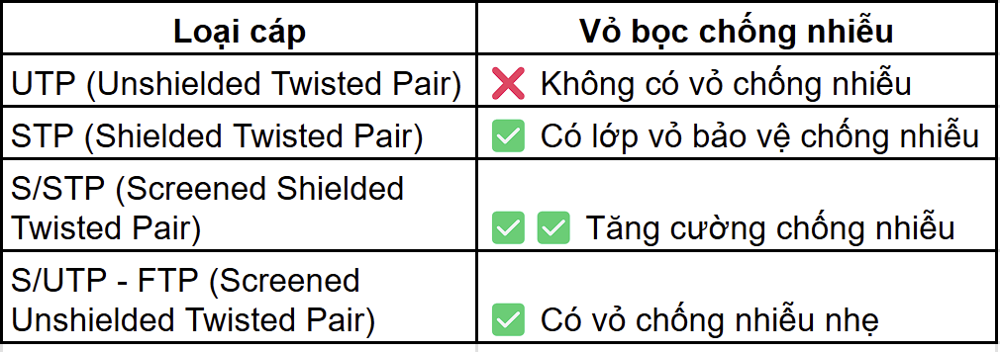 Loại cáp
Vỏ bọc chống nhiễu
UTP (Unshielded Twisted Pair)
❌ Không có vỏ chống nhiễu
STP (Shielded Twisted Pair)
✅ Có lớp vỏ bảo vệ chống nhiễu
S/STP (Screened Shielded
Twisted Pair)
✅ ✅ Tăng cường chống nhiễu
S/UTP - FTP (Screened
Unshielded Twisted Pair)
✅ Có vỏ chống nhiễu nhẹ